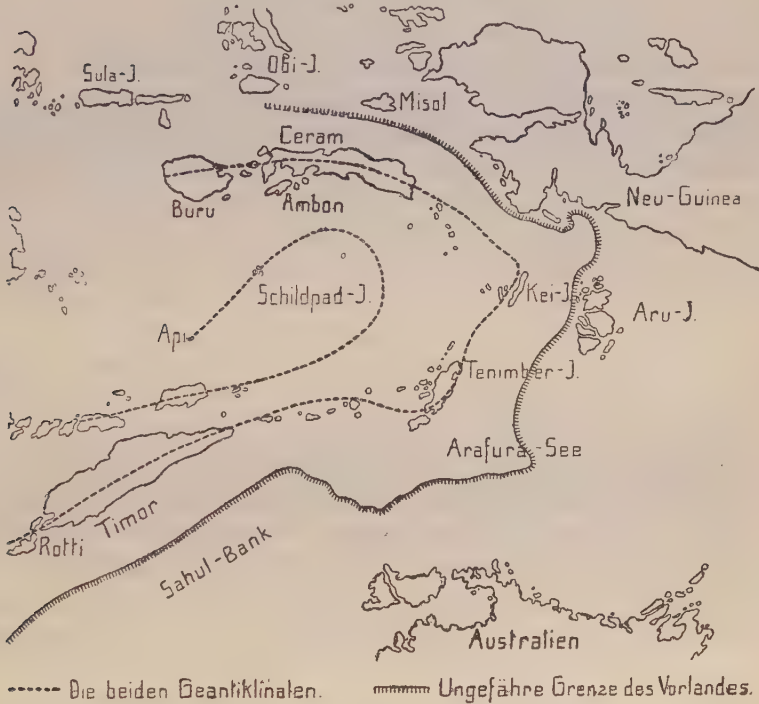 Sula-J.
Obi-J.
Misol
Ceram
Neu-Guinea
Buru
Ambon
Schildpad-J.
Kei-J.
Aru-J.
Api
Tenimber-J.
Arafura-See
Timor
Rotti
Sahul-Bank
Australien
Die beiden Geantiklinalen.
Ungefähre Grenze des Vorlandes.